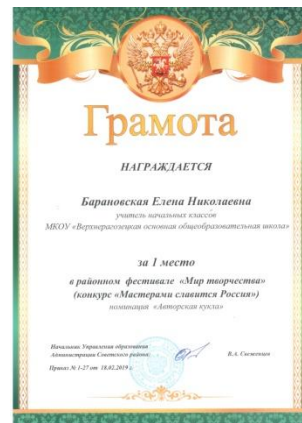 Грамота
НАГРАЖДАЕТСЯ
Барановская Елена Николаевна
учитель начальных классов
МКОУ «Верхнерагозецкая основная общеобразовательная школа»
за 1 место
в районном фестивале «Мир творчества»
(конкурс «Мастерами славится Россия»)
номинация «Авторская кукла»
Начальник Управления образования
Администрации Советского района:
В.А.
Приказ № 1-27 от 18.02.2019 г.